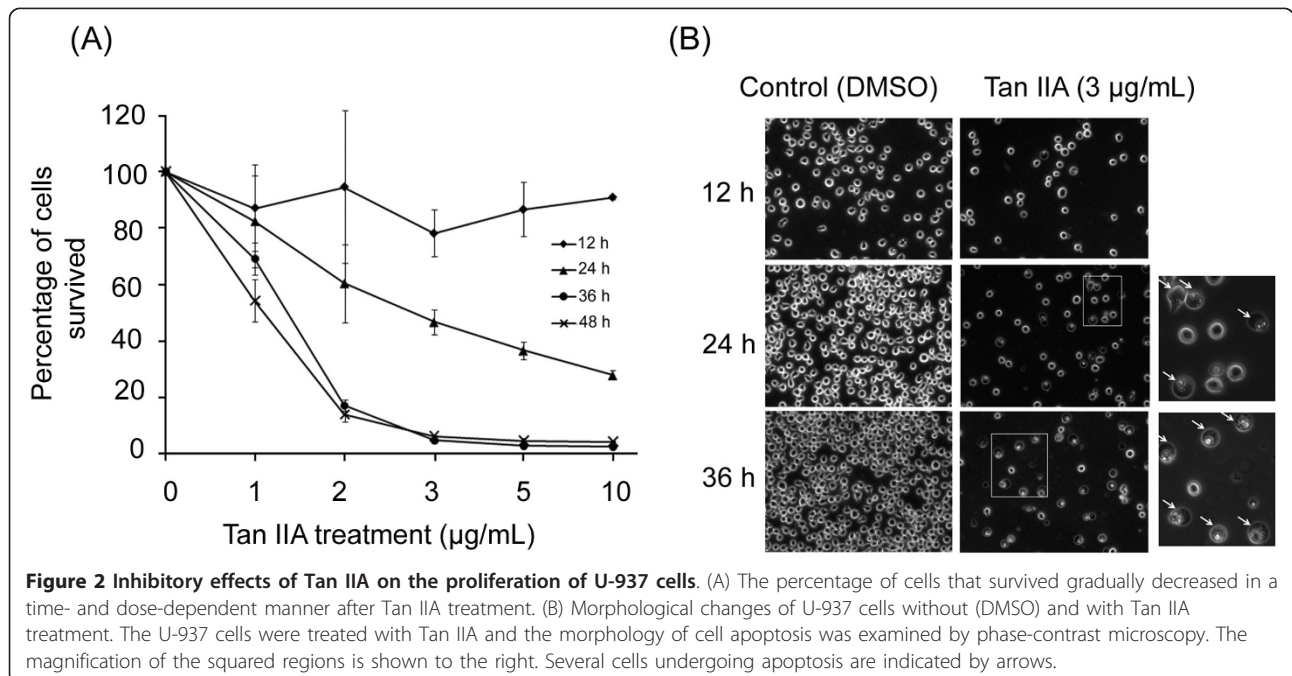 (A)
120
100
80
60
40
20
0
Percentage of cells
survived
12 h
24 h
36 h
48 h
0 1 2 3 5 10
Tan IIA treatment (µg/mL)
(B)
Control (DMSO) Tan IIA (3 µg/mL)
12 h
24 h
36 h
Figure 2 Inhibitory effects of Tan IIA on the proliferation of U-937 cells. (A) The percentage of cells that survived gradually decreased in a
time- and dose-dependent manner after Tan IIA treatment. (B) Morphological changes of U-937 cells without (DMSO) and with Tan IIA
treatment. The U-937 cells were treated with Tan IIA and the morphology of cell apoptosis was examined by phase-contrast microscopy. The
magnification of the squared regions is shown to the right. Several cells undergoing apoptosis are indicated by arrows.